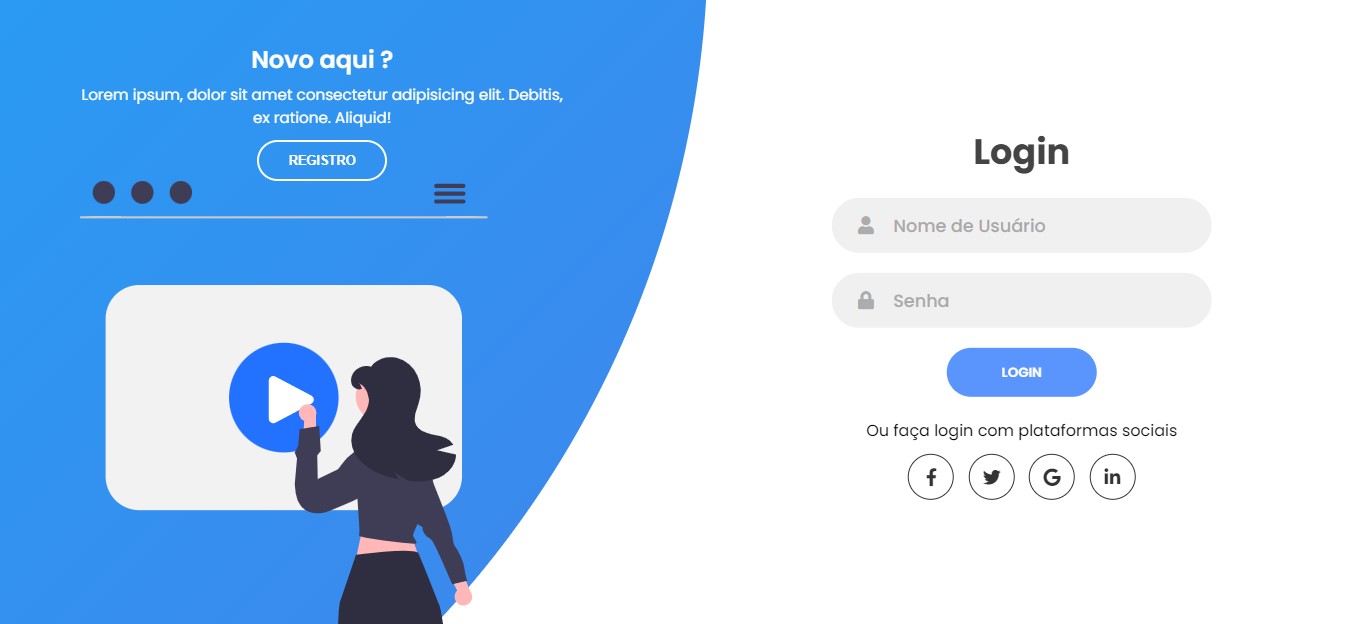 Novo aqui ?
Lorem ipsum, dolor sit amet consectetur adipisicing elit. Debitis,
ex ratione. Aliquid!
REGISTRO
Login
Nome de Usuário
Senha
LOGIN
Ou faça login com plataformas sociais